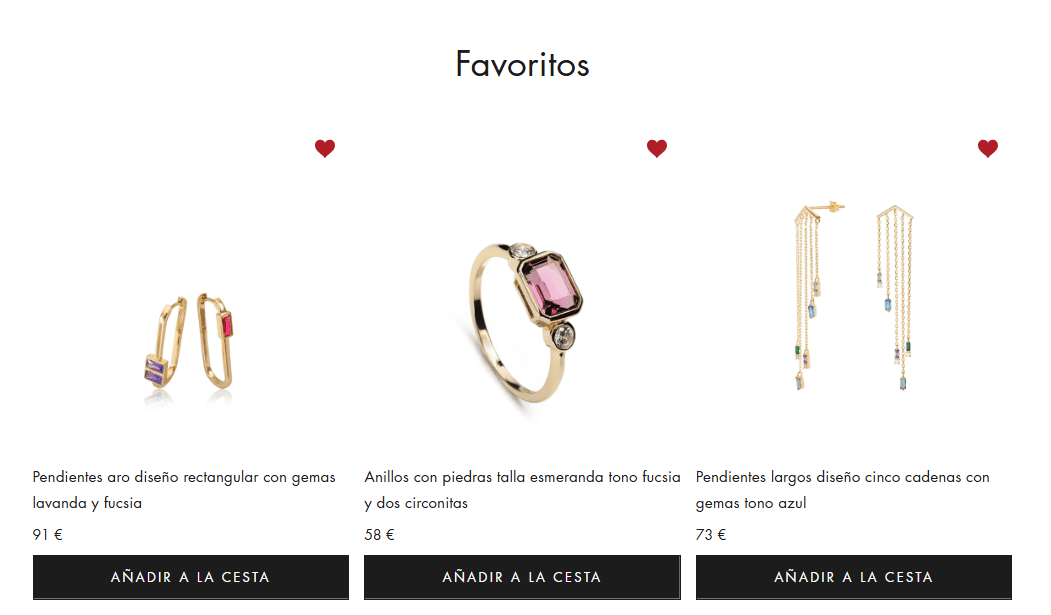 Favoritos
Pendientes aro diseño rectangular con gemas
lavanda y fucsia
91 €
AÑADIR A LA CESTA
Anillos con piedras talla esmeranda tono fucsia
y dos circonitas
58 €
AÑADIR A LA CESTA
Pendientes largos diseño cinco cadenas con
gemas tono azul
73 €
AÑADIR A LA CESTA